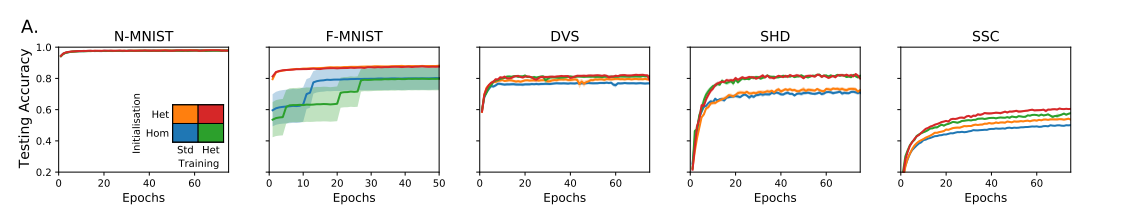 A.
N-MNIST
F-MNIST
DVS
SHD
SSC
Testing Accuracy
1.0
0.8
0.6
0.4
0.2
Initialisation
Het
Hom
Std Het
Training
0 20 40 60
Epochs
0 10 20 30 40 50
Epochs
0 20 40 60
Epochs
0 20 40 60
Epochs
0 20 40 60
Epochs